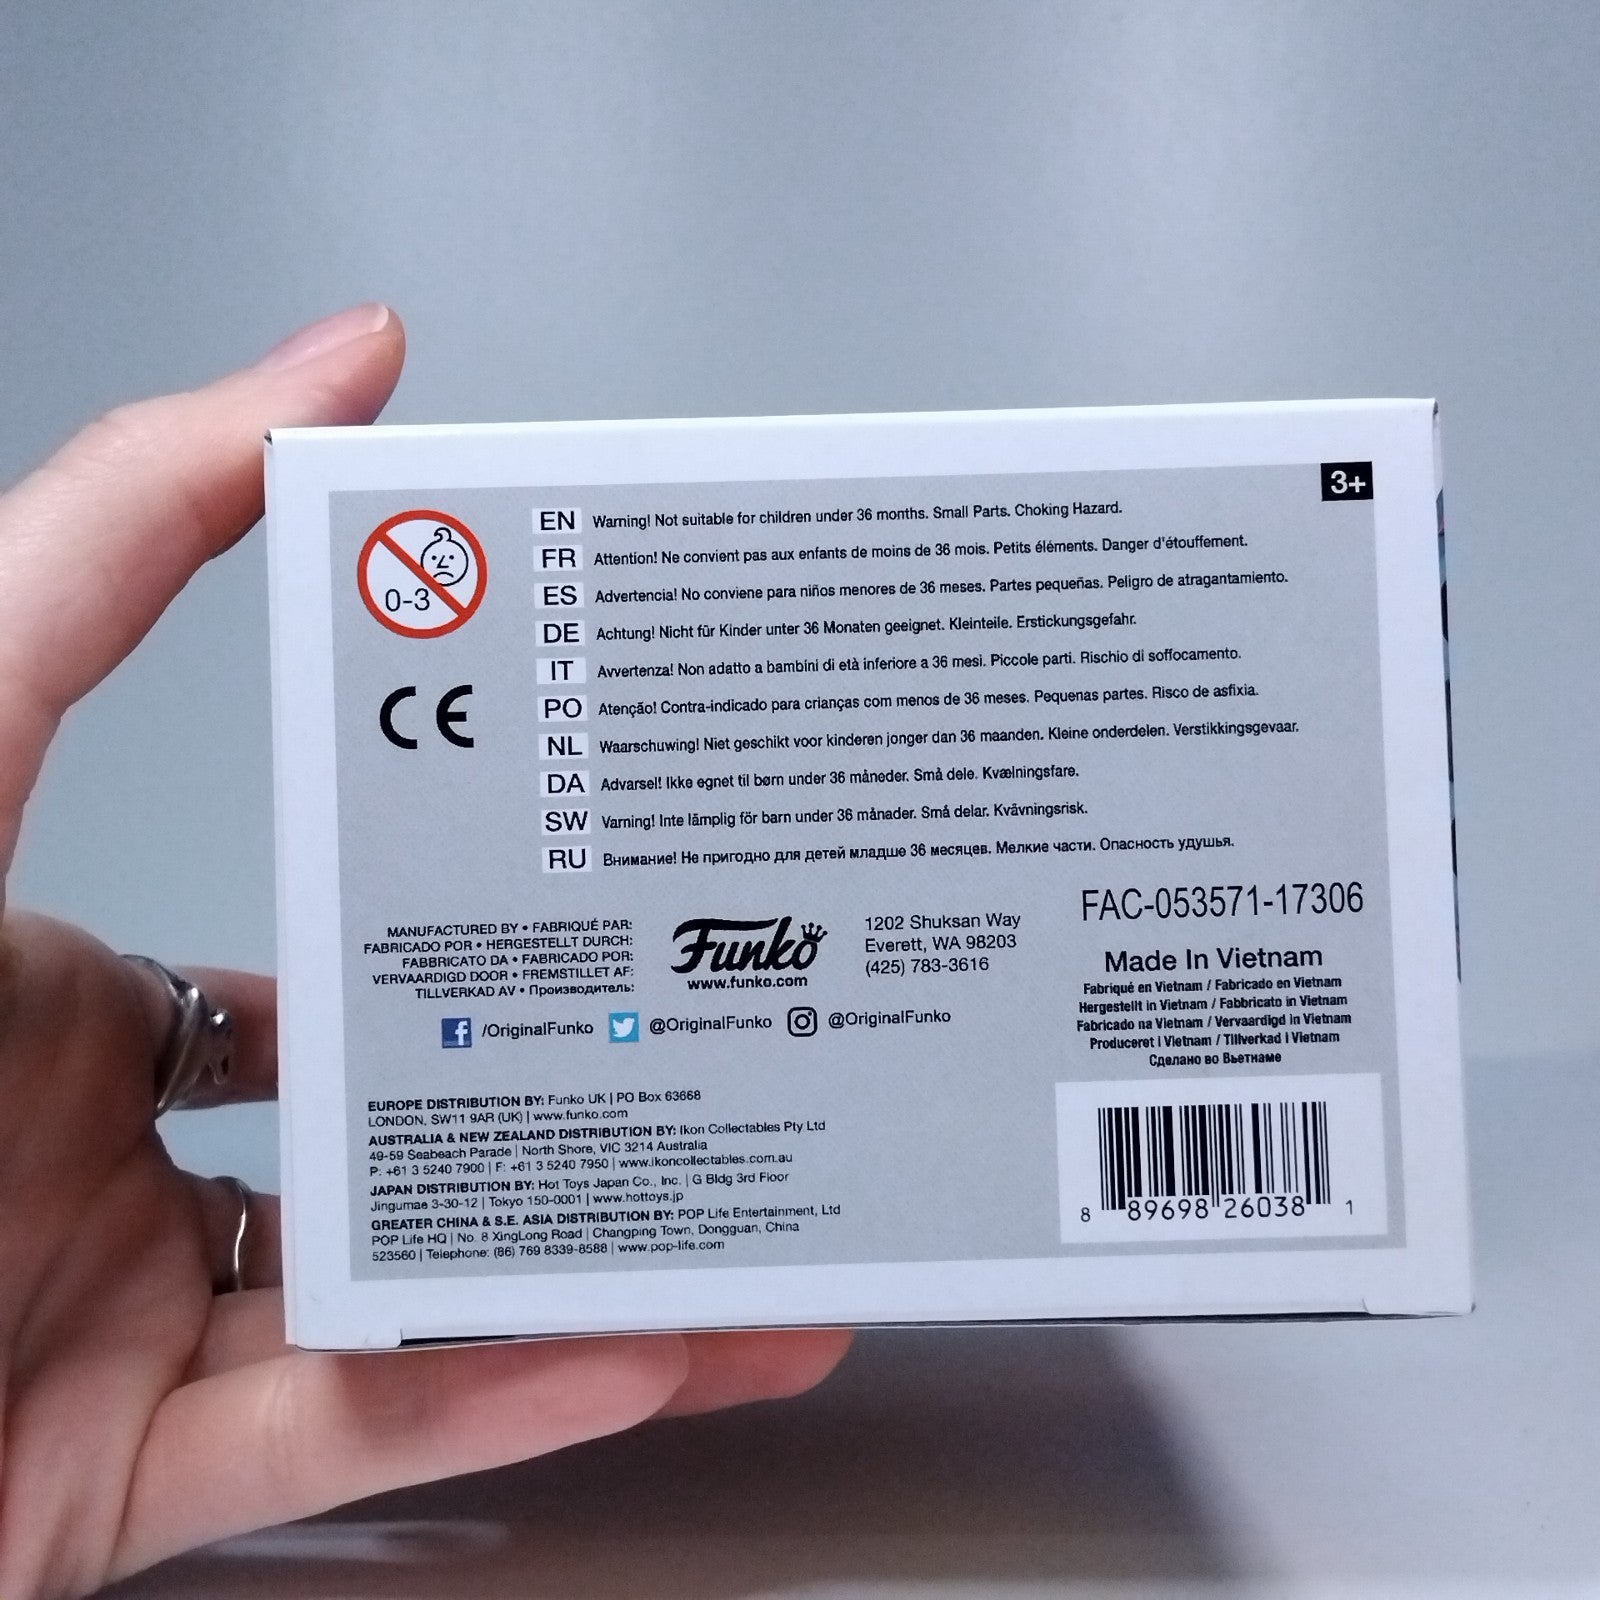 3+
0-3
CE
EN Warning! Not suitable for children under 36 months. Small Parts. Choking Hazard.
FR Attention! Ne convient pas aux enfants de moins de 36 mois. Petits éléments. Danger d'étouffement.
ES Advertencia! No conviene para niños menores de 36 meses. Partes pequeñas. Peligro de atragantamiento.
DE Achtung! Nicht für Kinder unter 36 Monaten geeignet. Kleinteile. Erstickungsgefahr.
IT Avvertenza! Non adatto a bambini di età inferiore a 36 mesi. Piccole parti. Rischio di soffocamento.
PO Atenção! Contra-indicado para crianças com menos de 36 meses. Pequenas partes. Risco de asfixia.
NL Waarschuwing! Niet geschikt voor kinderen jonger dan 36 maanden. Kleine onderdelen. Verstikkingsgevaar.
DA Advarsel! Ikke egnet til børn under 36 måneder. Små dele. Kvælningsfare.
SW Varning! Inte lämplig för barn under 36 månader. Små delar. Kvävningsrisk.
RU Внимание! Не пригодно для детей младше 36 месяцев. Мелкие части. Опасность удушья.
MANUFACTURED BY • FABRIQUÉ PAR:
FABRICADO POR • HERGESTELLT DURCH:
FABBRICATO DA • FABRICADO POR:
VERVAARDIGD DOOR • FREMSTILLET AF:
TILLVERKAD AV • Производитель:
Funko
www.funko.com
1202 Shuksan Way
Everett, WA 98203
(425) 783-3616
/OriginalFunko @OriginalFunko @OriginalFunko
FAC-053571-17306
Made In Vietnam
Fabriqué en Vietnam / Fabricado en Vietnam
Hergestellt in Vietnam / Fabbricato in Vietnam
Fabricado na Vietnam / Vervaardigd in Vietnam
Produceret i Vietnam / Tillverkad i Vietnam
Сделано во Вьетнаме
EUROPE DISTRIBUTION BY: Funko UK | PO Box 63668
LONDON, SW11 9AR (UK) | www.funko.com
AUSTRALIA & NEW ZEALAND DISTRIBUTION BY: Ikon Collectables Pty Ltd
49-59 Seabeach Parade | North Shore, VIC 3214 Australia
P: +61 3 5240 7900 | F: +61 3 5240 7950 | www.ikoncollectables.com.au
JAPAN DISTRIBUTION BY: Hot Toys Japan Co., Inc. | G Bldg 3rd Floor
Jingumae 3-30-12 | Tokyo 150-0001 | www.hottoys.jp
GREATER CHINA & S.E. ASIA DISTRIBUTION BY: POP Life Entertainment, Ltd
POP Life HQ | No. 8 XingLong Road | Changping Town, Dongguan, China
523560 | Telephone: (86) 769 8339-8588 | www.pop-life.com
8 89698 26038 1